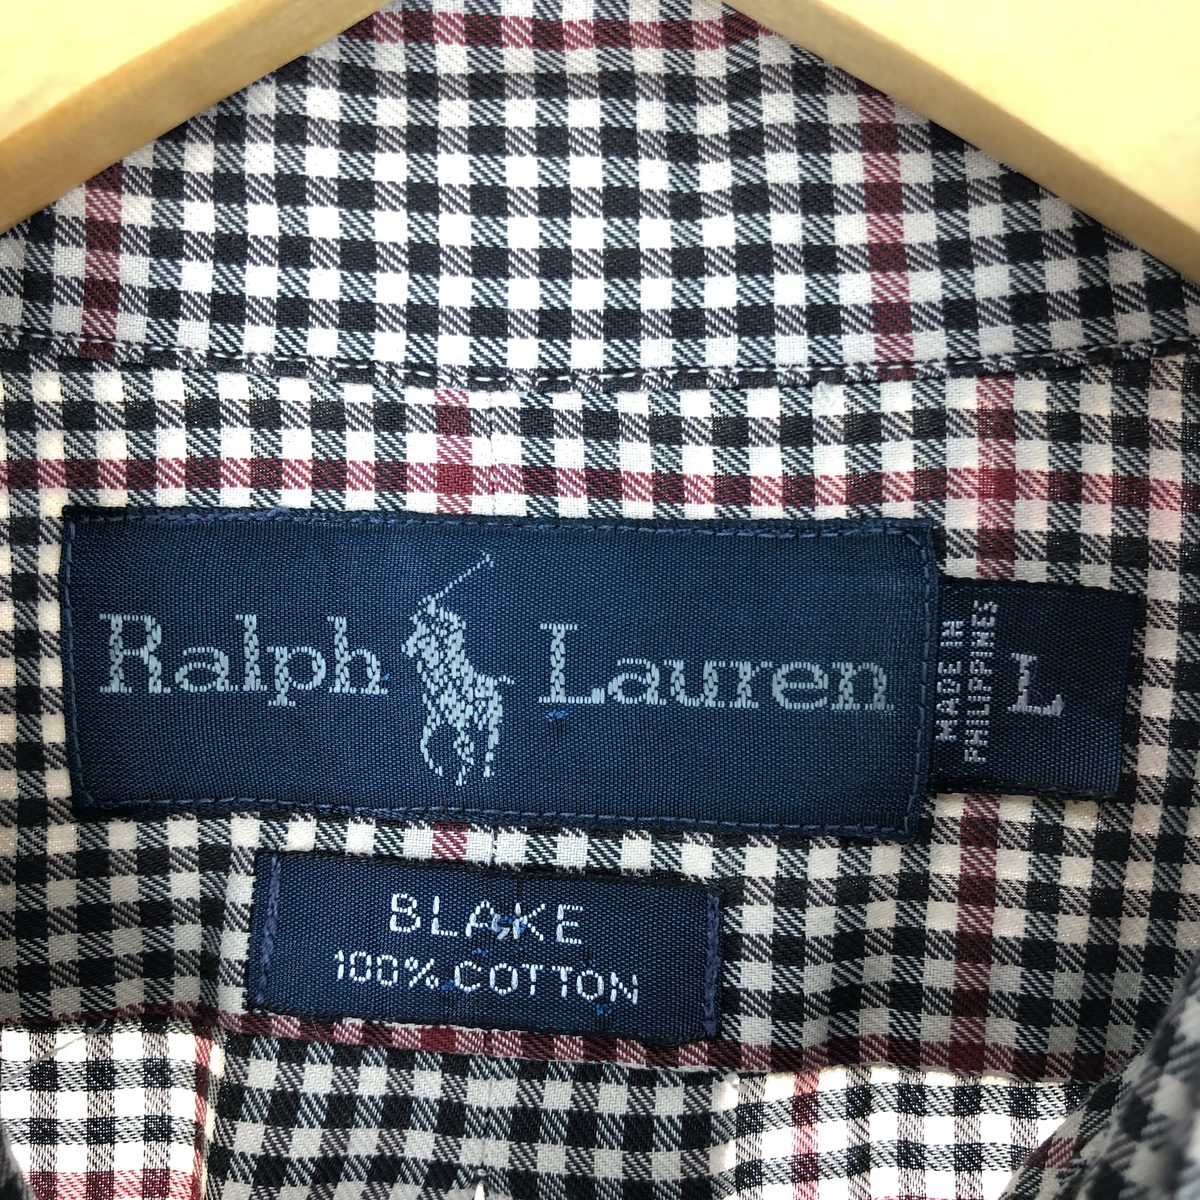 Ralph Lauren
MADE IN
PHILIPPINES
L
BLAKE
100% COTTON